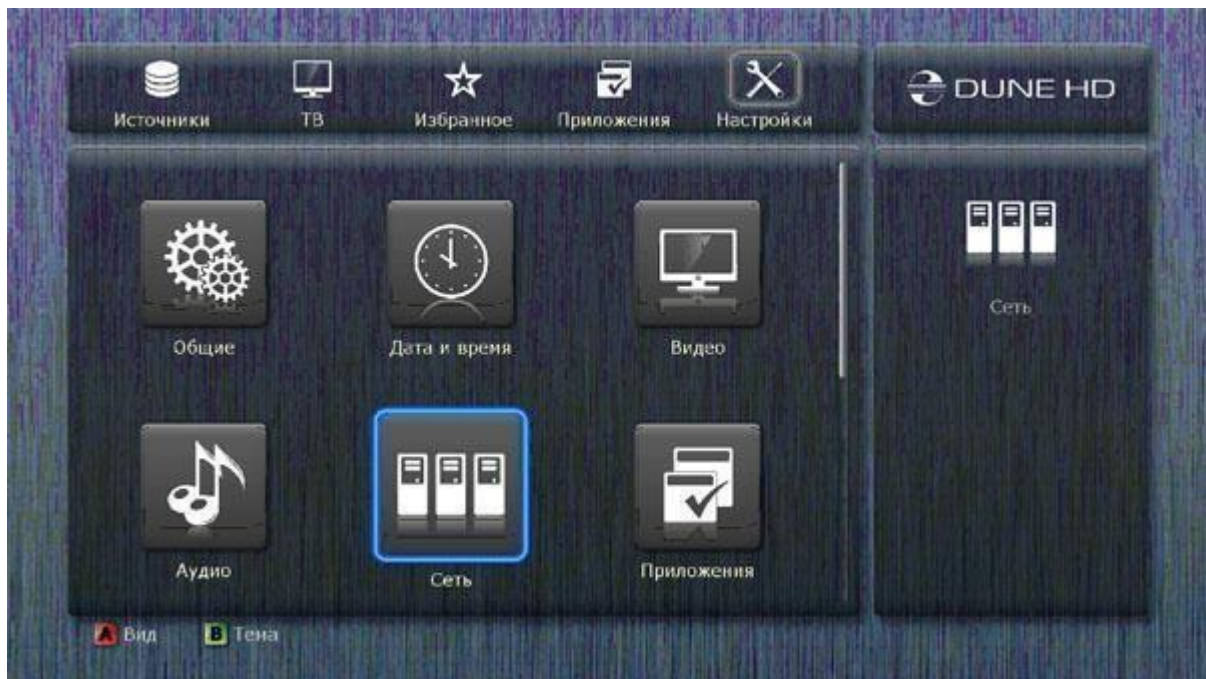 Источники ТВ Избранное Приложения Настройки
DUNE HD
Общие Дата и время Видео
Сеть
Аудио Сеть Приложения
A Вид B Тема